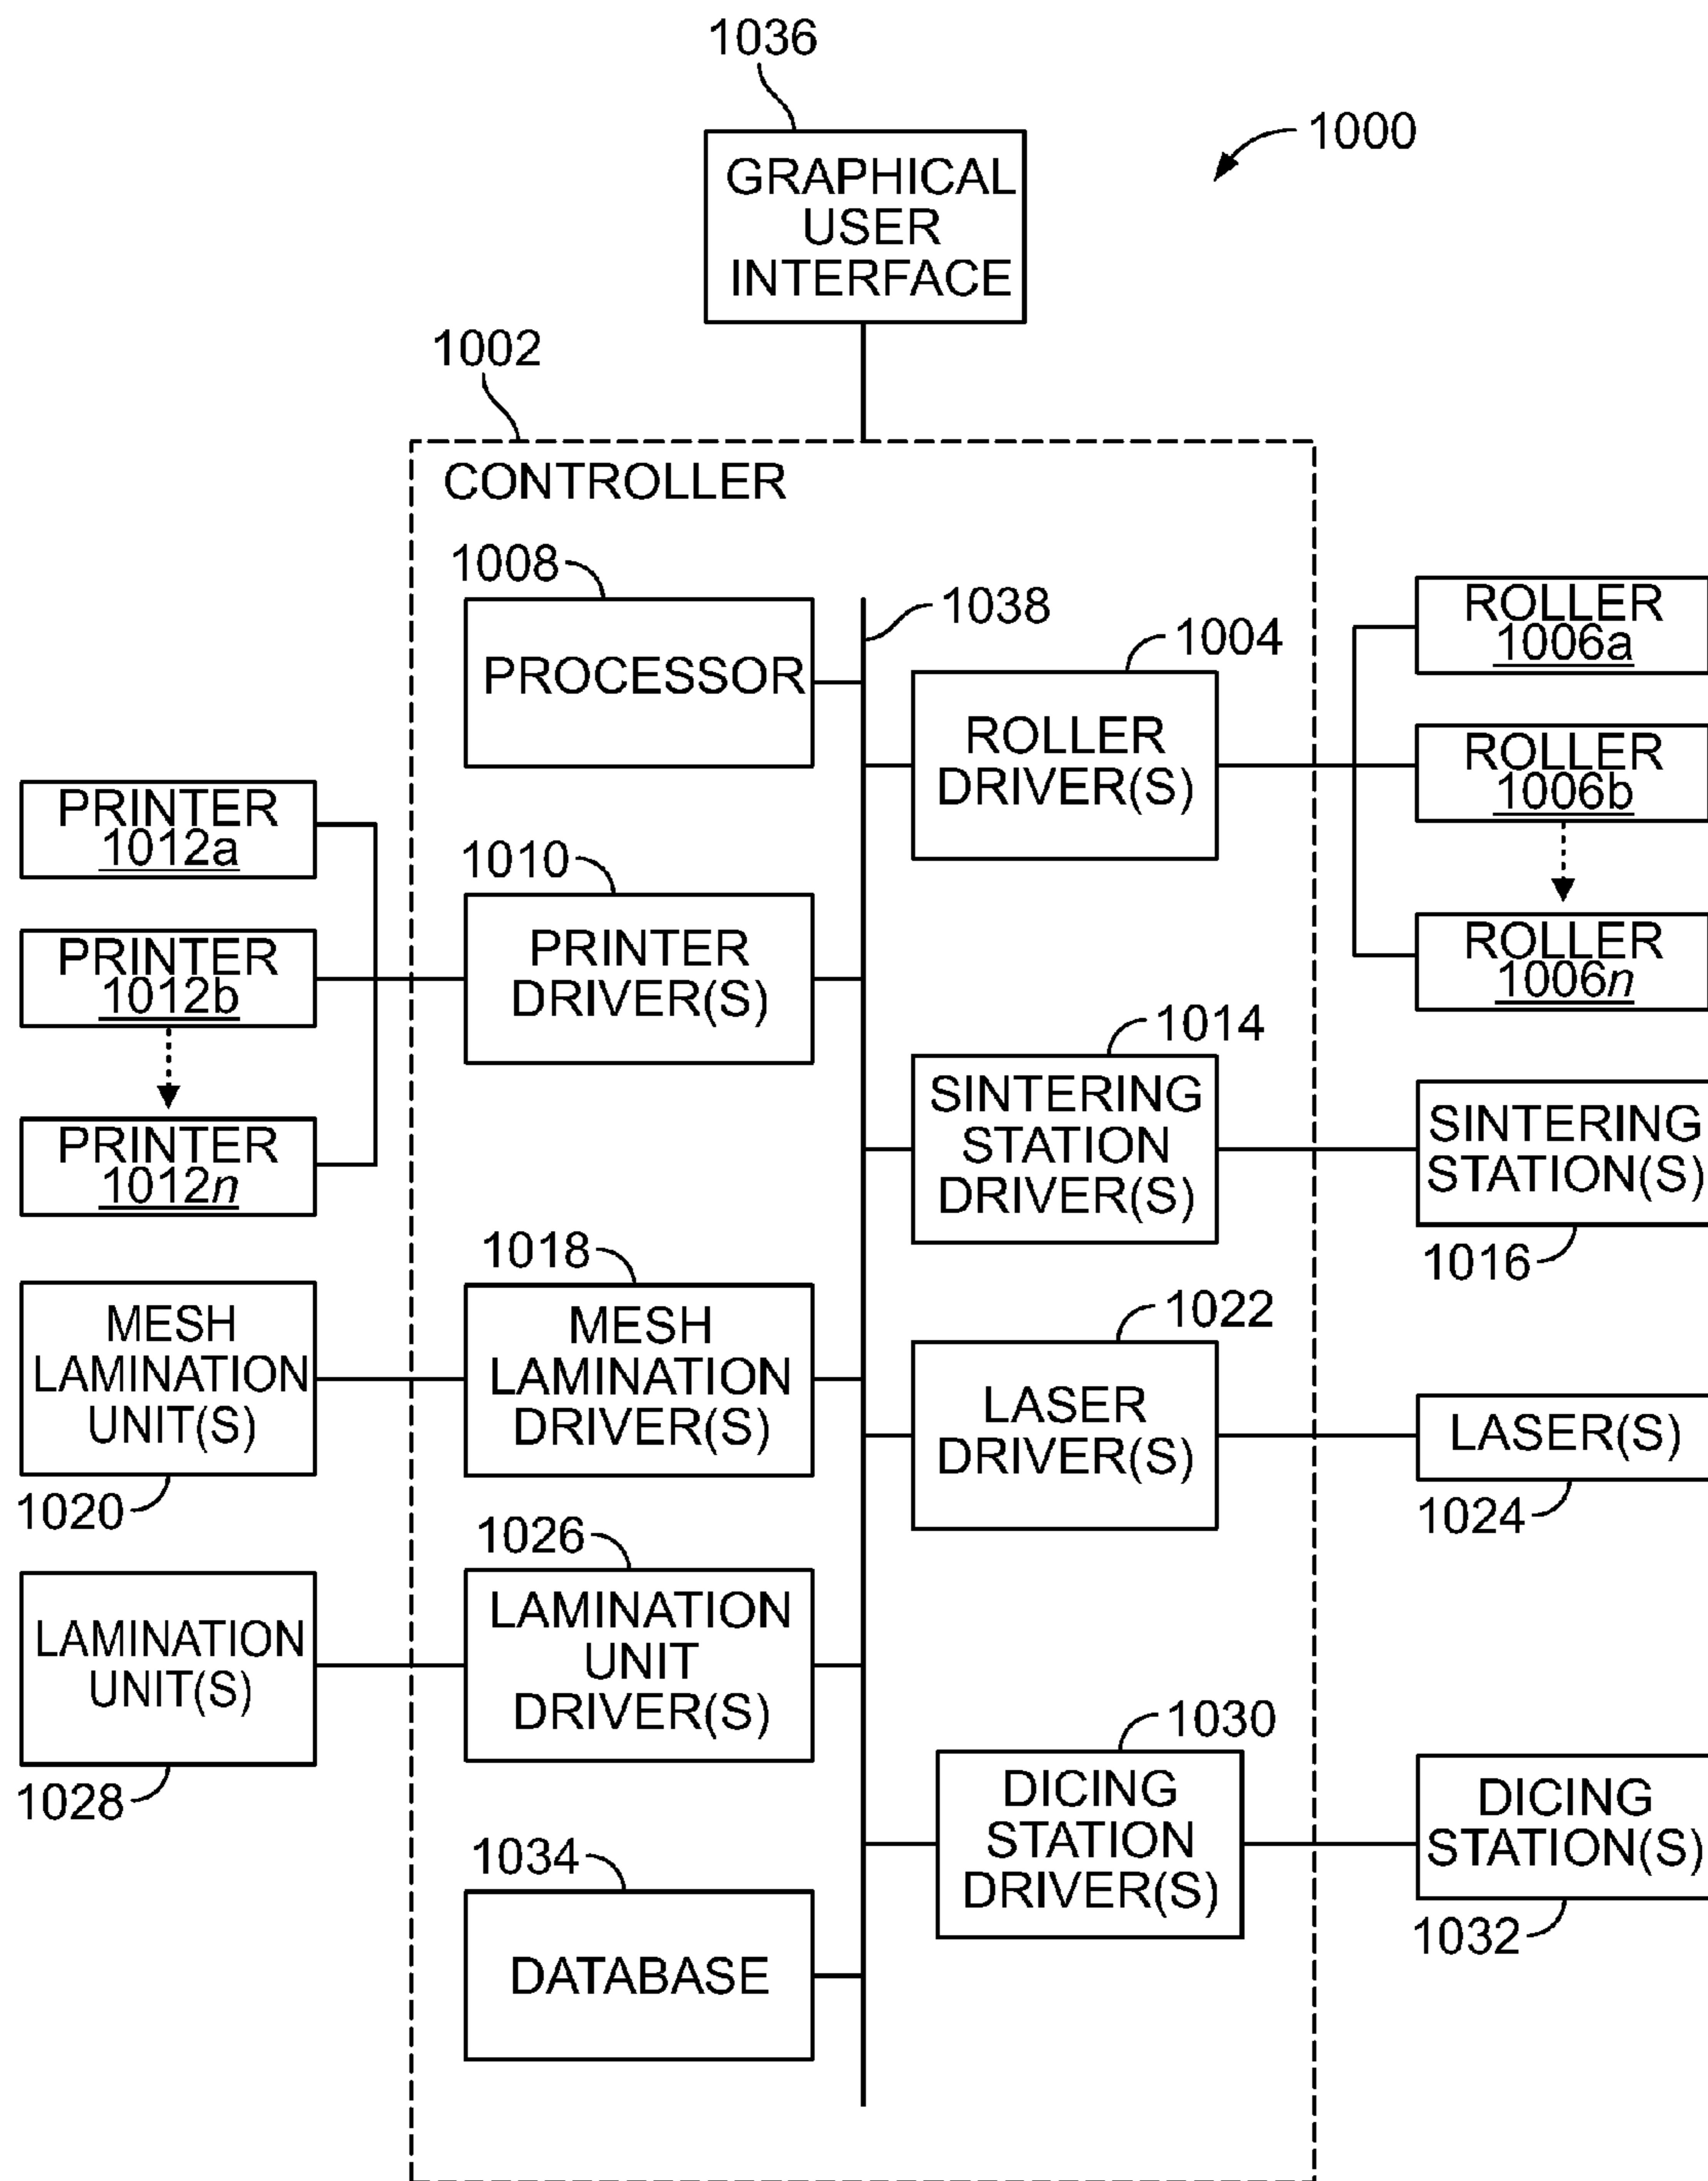 1036
1000
GRAPHICAL
USER
INTERFACE
1002
CONTROLLER
1008
PROCESSOR
1038
1004
ROLLER
DRIVER(S)
ROLLER
1006a
ROLLER
1006b
ROLLER
1006n
PRINTER
1012a
PRINTER
1012b
PRINTER
1012n
1010
PRINTER
DRIVER(S)
1014
SINTERING
STATION
DRIVER(S)
SINTERING
STATION(S)
1016
MESH
LAMINATION
UNIT(S)
1020
1018
MESH
LAMINATION
DRIVER(S)
1022
LASER
DRIVER(S)
LASER(S)
1024
LAMINATION
UNIT(S)
1028
1026
LAMINATION
UNIT
DRIVER(S)
1030
DICING
STATION
DRIVER(S)
DICING
STATION(S)
1032
1034
DATABASE